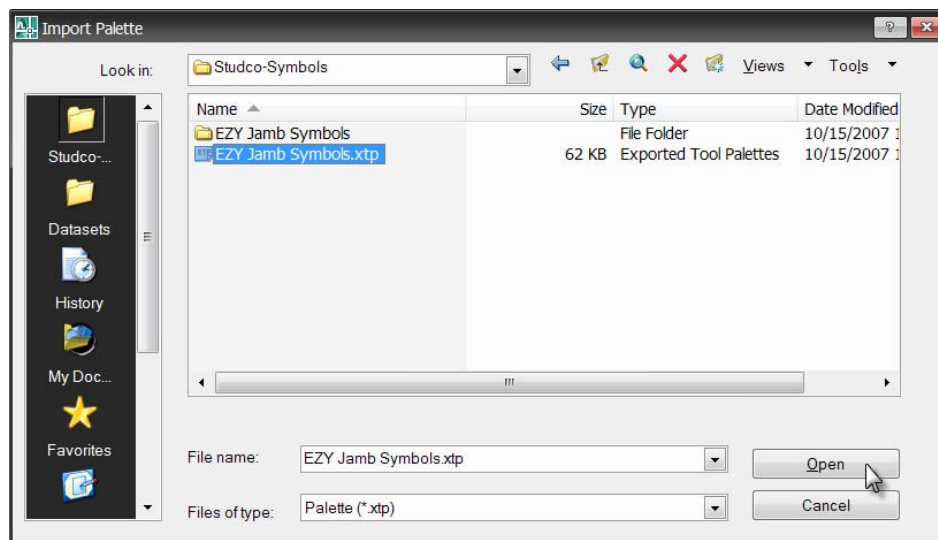 Import Palette
Look in: Studco-Symbols Views Tools
Name Size Type Date Modified
EZY Jamb Symbols File Folder 10/15/2007 1
EZY Jamb Symbols.xtp 62 KB Exported Tool Palettes 10/15/2007 1
Studco-...
Datasets
History
My Doc...
Favorites
File name: EZY Jamb Symbols.xtp Open
Files of type: Palette (*.xtp) Cancel